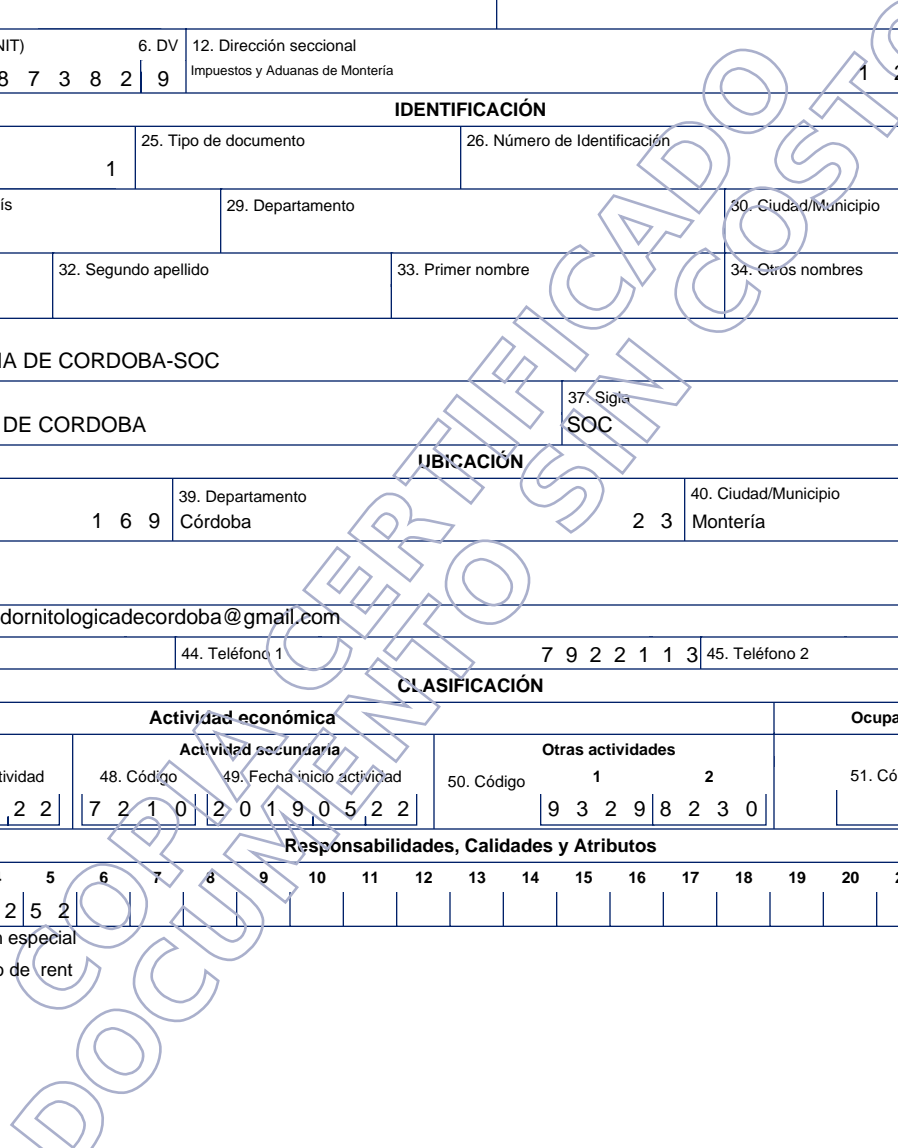 NIT) 6. DV 12. Dirección seccional
8 7 3 8 2 9 Impuestos y Aduanas de Montería 1 2
IDENTIFICACIÓN
25. Tipo de documento 26. Número de Identificación
1
ís 29. Departamento 30. Ciudad/Municipio
32. Segundo apellido 33. Primer nombre 34. Otros nombres
IA DE CORDOBA-SOC
37. Sigla
DE CORDOBA SOC
UBICACIÓN
39. Departamento 40. Ciudad/Municipio
1 6 9 Córdoba 2 3 Montería
dornitologicadecordoba@gmail.com
44. Teléfono 1 7 9 2 2 1 1 3 45. Teléfono 2
CLASIFICACIÓN
Actividad económica Ocupa
Actividad secundaria Otras actividades
tividad 48. Código 49. Fecha inicio actividad 50. Código 1 2 51. Có
2 2 7 2 1 0 2 0 1 9 0 5 2 2 9 3 2 9 8 2 3 0
Responsabilidades, Calidades y Atributos
5 6 7 8 9 10 11 12 13 14 15 16 17 18 19 20 2
2 5 2
n especial
o de rent
COPIA CERTIFICADO
DOCUMENTO SIN COSTO